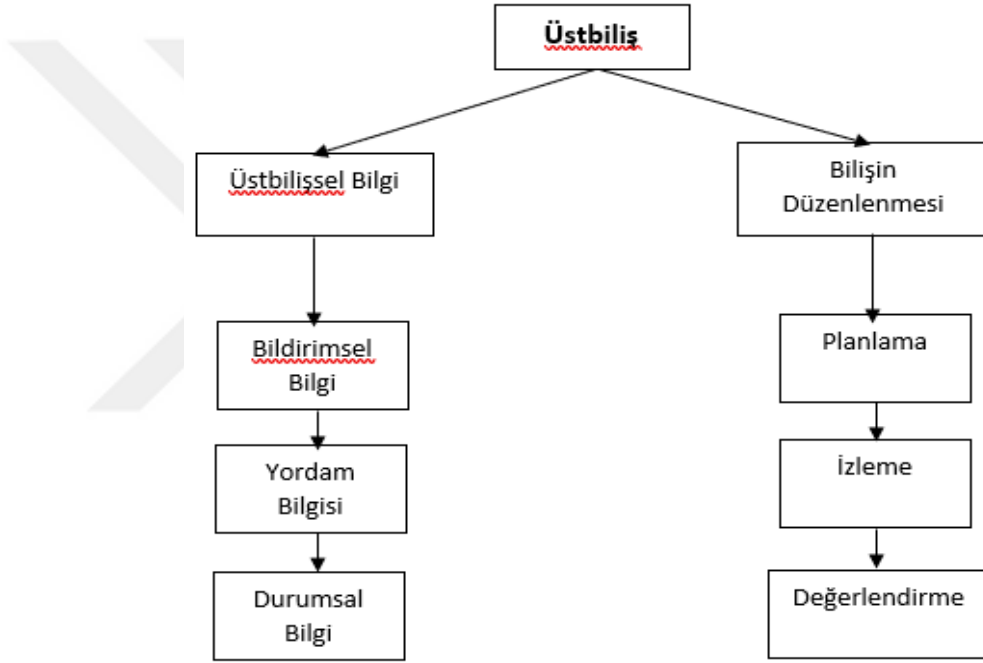 Üstbiliş
Üstbilişsel Bilgi
Bilişin
Düzenlenmesi
Bildirimsel
Bilgi
Planlama
Yordam
Bilgisi
İzleme
Durumsal
Bilgi
Değerlendirme